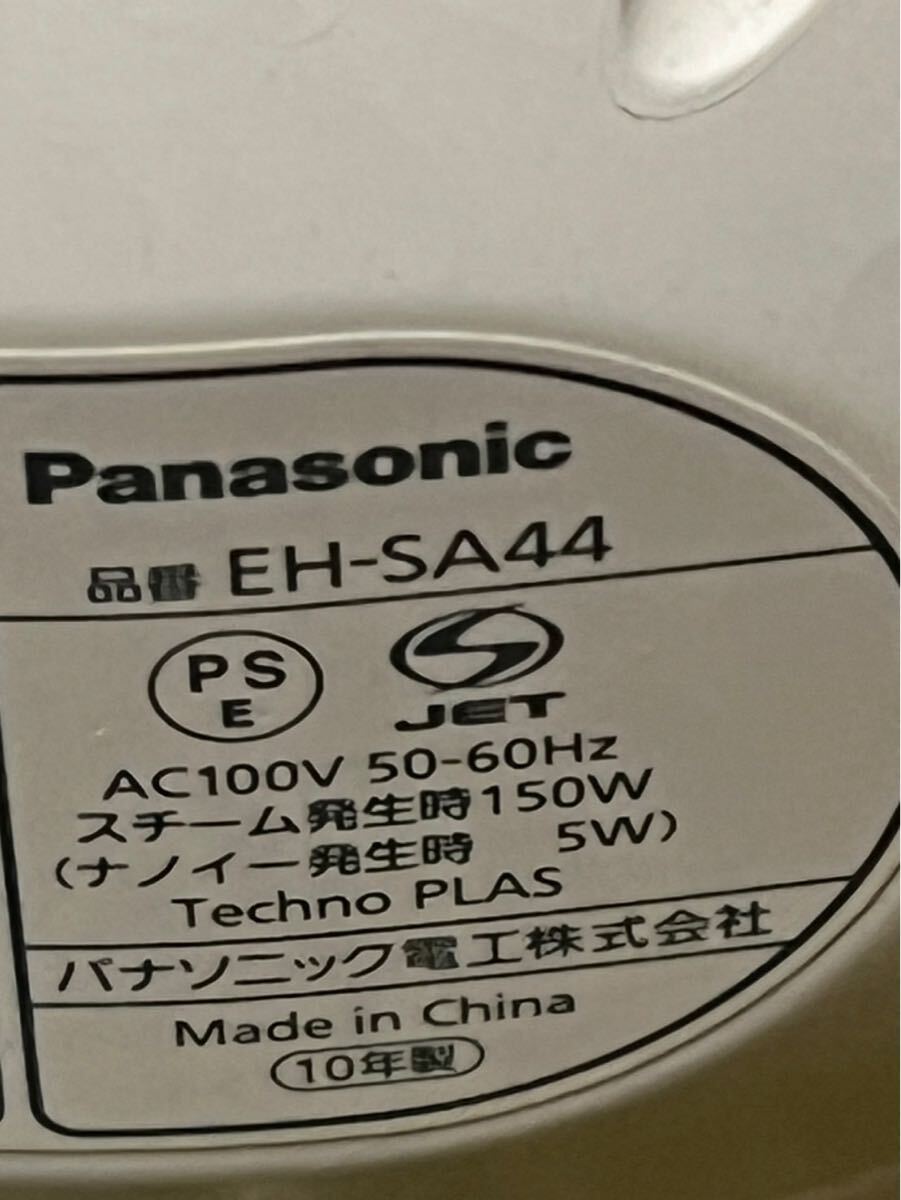 Panasonic
品番 EH-SA44
PS
E
JET
AC100V 50-60Hz
スチーム発生時150W
(ナノイー発生時 5W)
Techno PLAS
パナソニック電工株式会社
Made in China
10年製